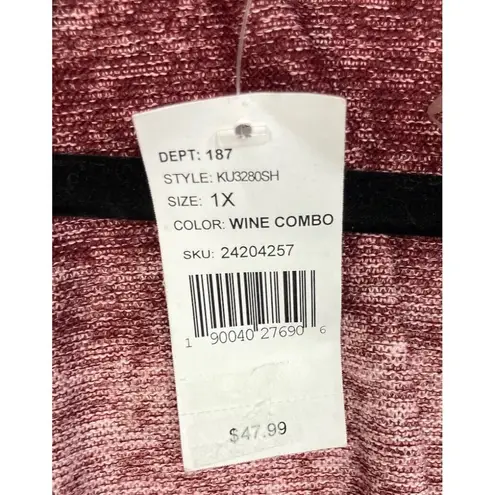 DEPT: 187
STYLE: KU3280SH
SIZE: 1X
COLOR: WINE COMBO
SKU: 24204257
1 90040 27690 6
$47.99